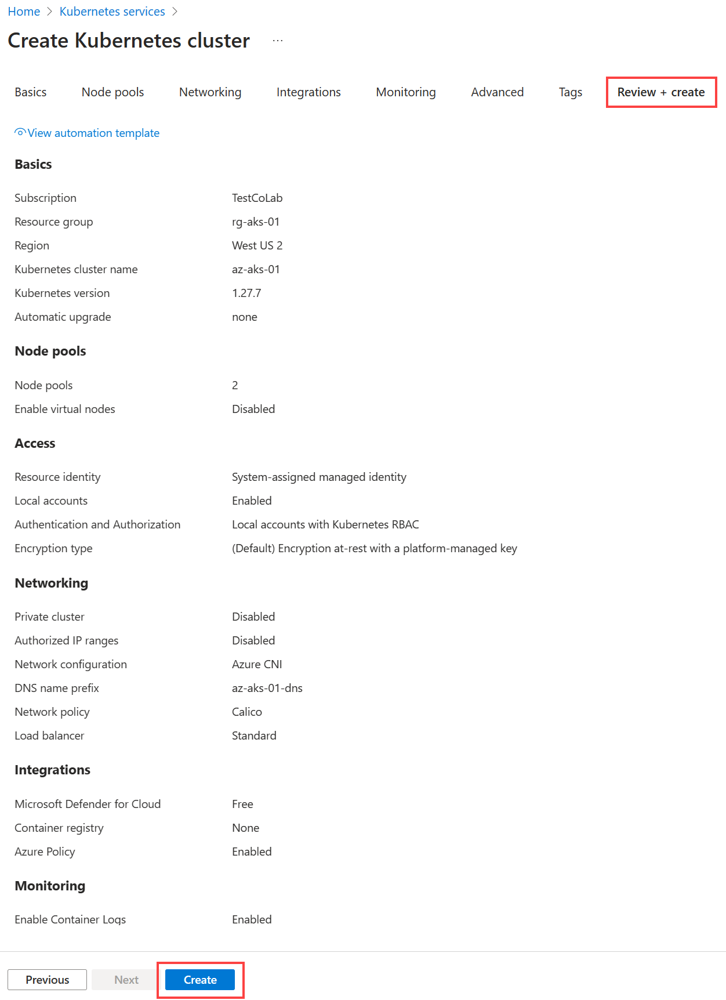 Home > Kubernetes services >
Create Kubernetes cluster ...
Basics Node pools Networking Integrations Monitoring Advanced Tags Review + create
View automation template
Basics
Subscription TestCoLab
Resource group rg-aks-01
Region West US 2
Kubernetes cluster name az-aks-01
Kubernetes version 1.27.7
Automatic upgrade none
Node pools
Node pools 2
Enable virtual nodes Disabled
Access
Resource identity System-assigned managed identity
Local accounts Enabled
Authentication and Authorization Local accounts with Kubernetes RBAC
Encryption type (Default) Encryption at-rest with a platform-managed key
Networking
Private cluster Disabled
Authorized IP ranges Disabled
Network configuration Azure CNI
DNS name prefix az-aks-01-dns
Network policy Calico
Load balancer Standard
Integrations
Microsoft Defender for Cloud Free
Container registry None
Azure Policy Enabled
Monitoring
Enable Container Logs Enabled
Previous Next Create